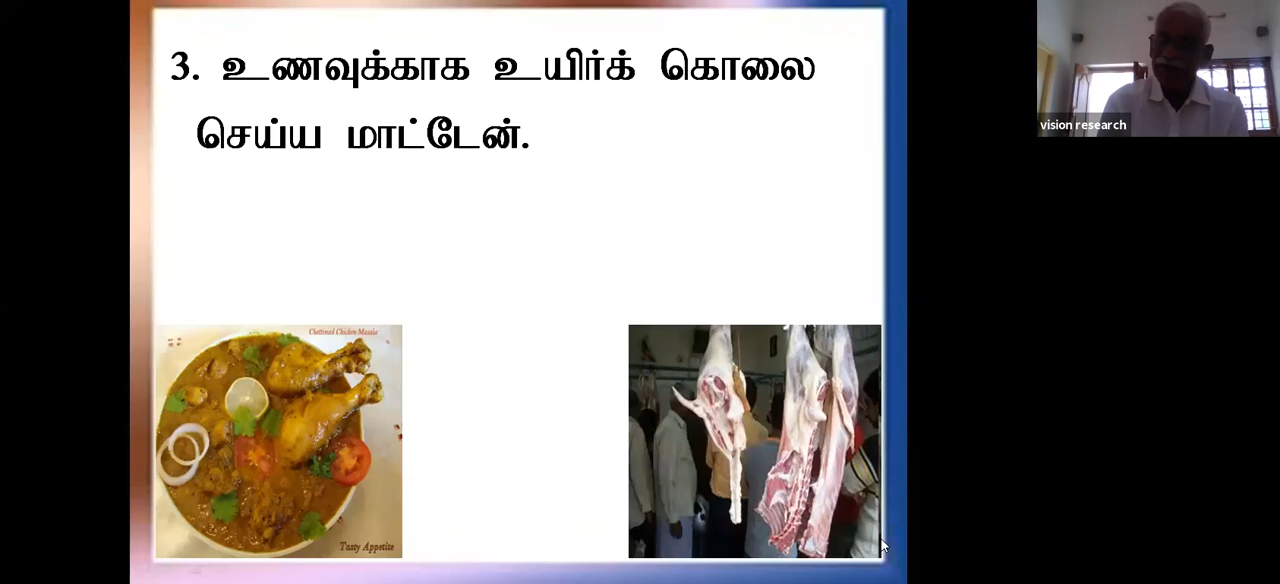 3. உணவுக்காக உயிர்க் கொலை
செய்ய மாட்டேன்.
vision research
Chettinad Chicken Masala
Tasty Appetite